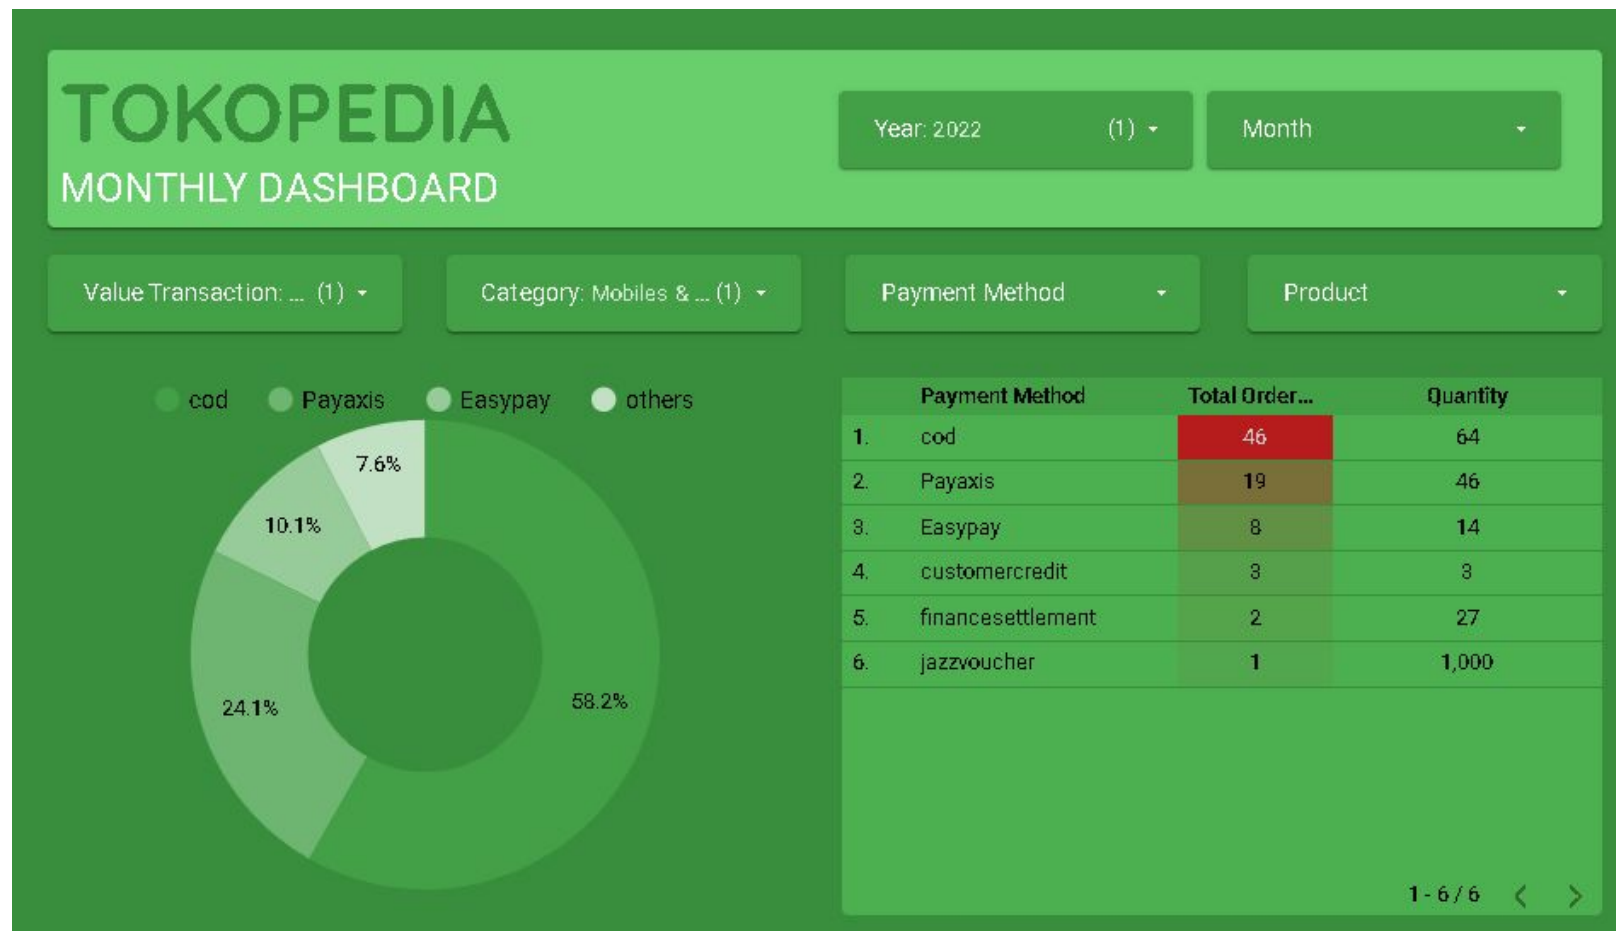 TOKOPEDIA
MONTHLY DASHBOARD
Year: 2022 (1)
Month
Value Transaction: ... (1)
Category: Mobiles & ... (1)
Payment Method
Product
cod Payaxis Easypay others
7.6%
10.1%
24.1%
58.2%
Payment Method Total Order... Quantity
1. cod 46 64
2. Payaxis 19 46
3. Easypay 8 14
4. customercredit 3 3
5. financesettlement 2 27
6. jazzvoucher 1 1,000
1 - 6 / 6